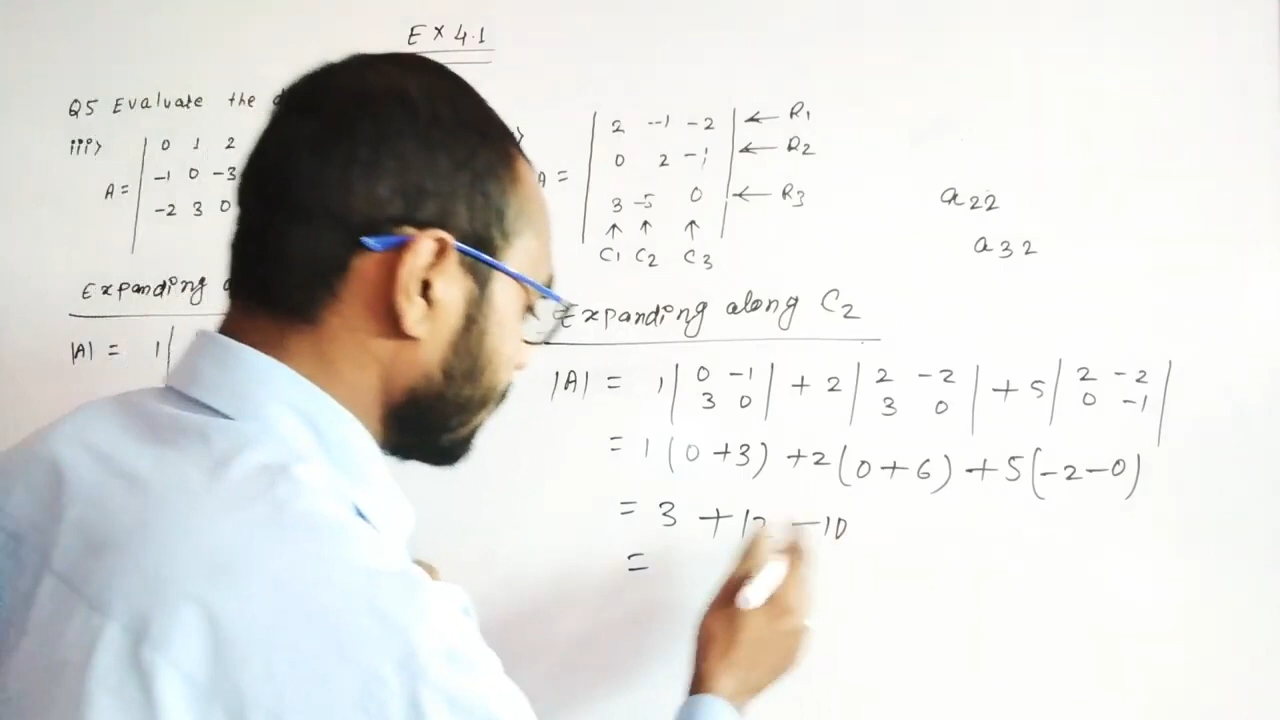 Ex 4.1
Q5 Evaluate the
iii>
A = | 0 1 2
-1 0 -3
-2 3 0
Expanding
|A| = 1 |
A = | 2 -1 -2 | ← R1
0 2 -1 ← R2
3 -5 0 ← R3
↑ ↑ ↑
C1 C2 C3
a22
a32
Expanding along C2
|A| = 1 | 0 -1 | + 2 | 2 -2 | + 5 | 2 -2 |
3 0 3 0 0 -1
= 1 (0 + 3) + 2 (0 + 6) + 5 (-2 - 0)
= 3 + 12 - 10
=